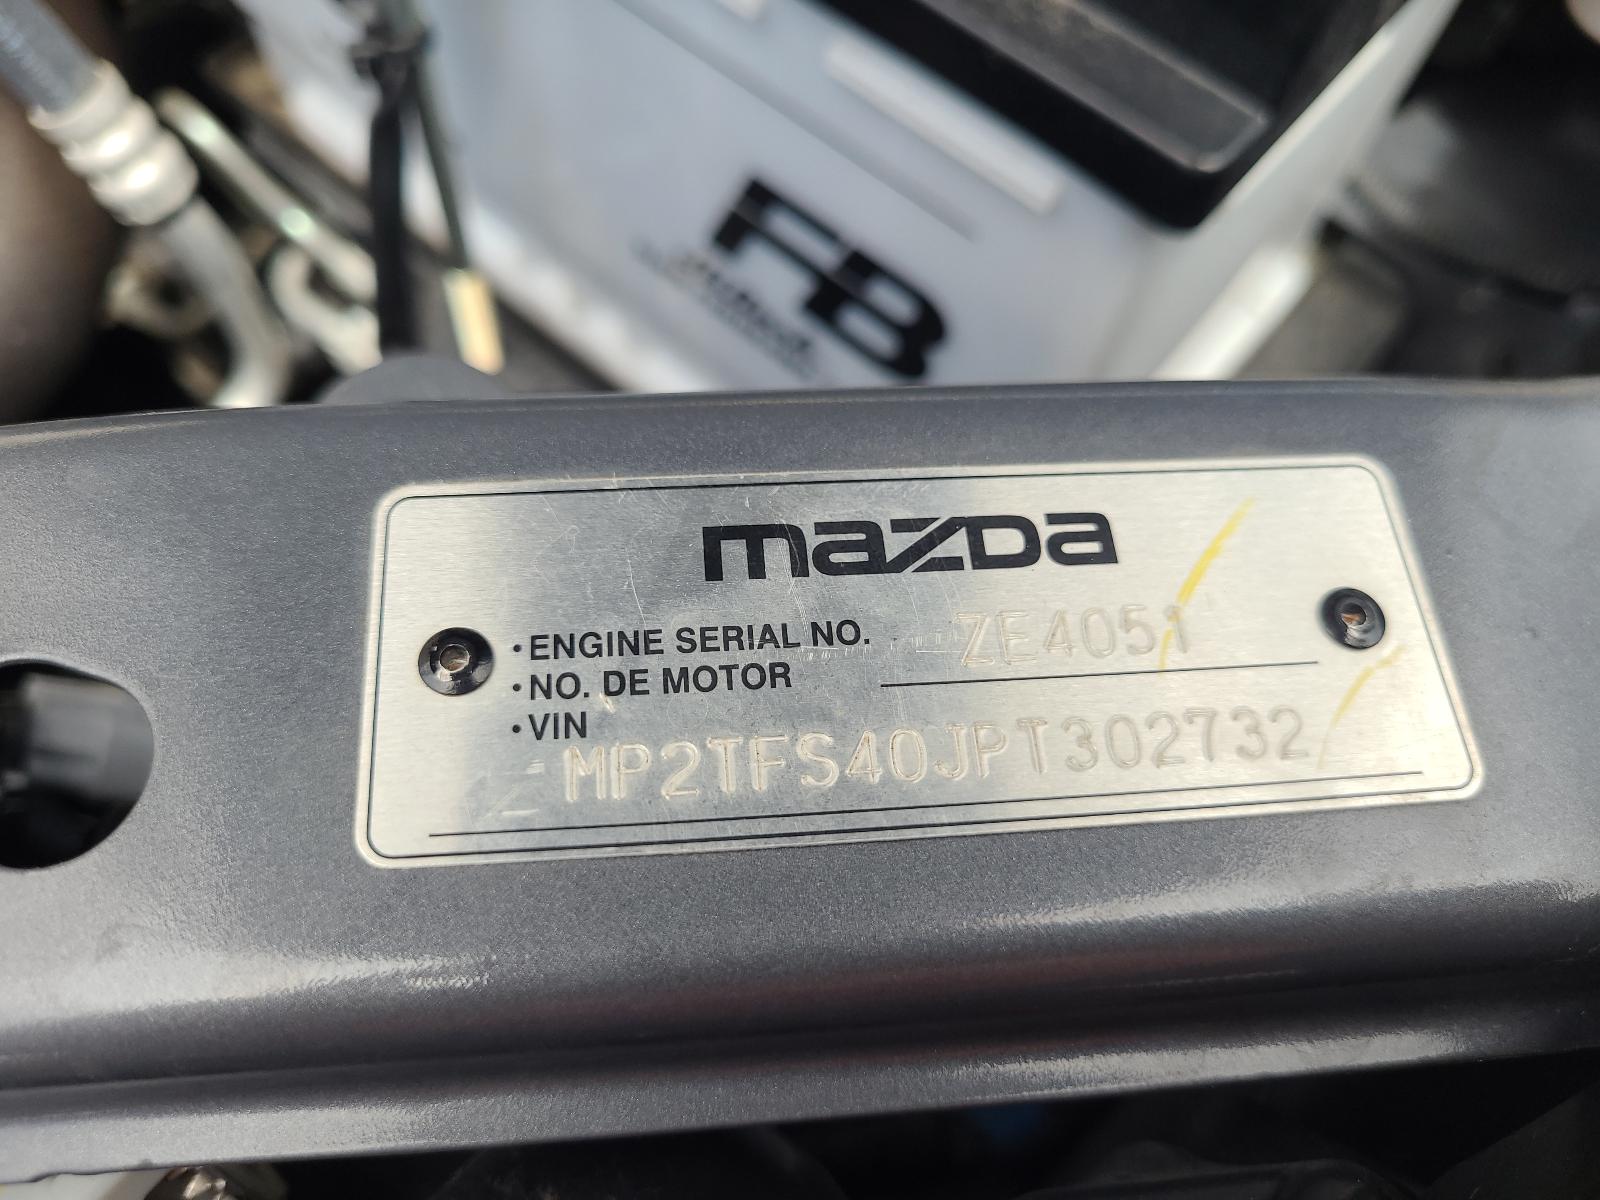 FB
mazda
•ENGINE SERIAL NO. ZE4051
•NO. DE MOTOR
•VIN
MP2TFS40JPT302732